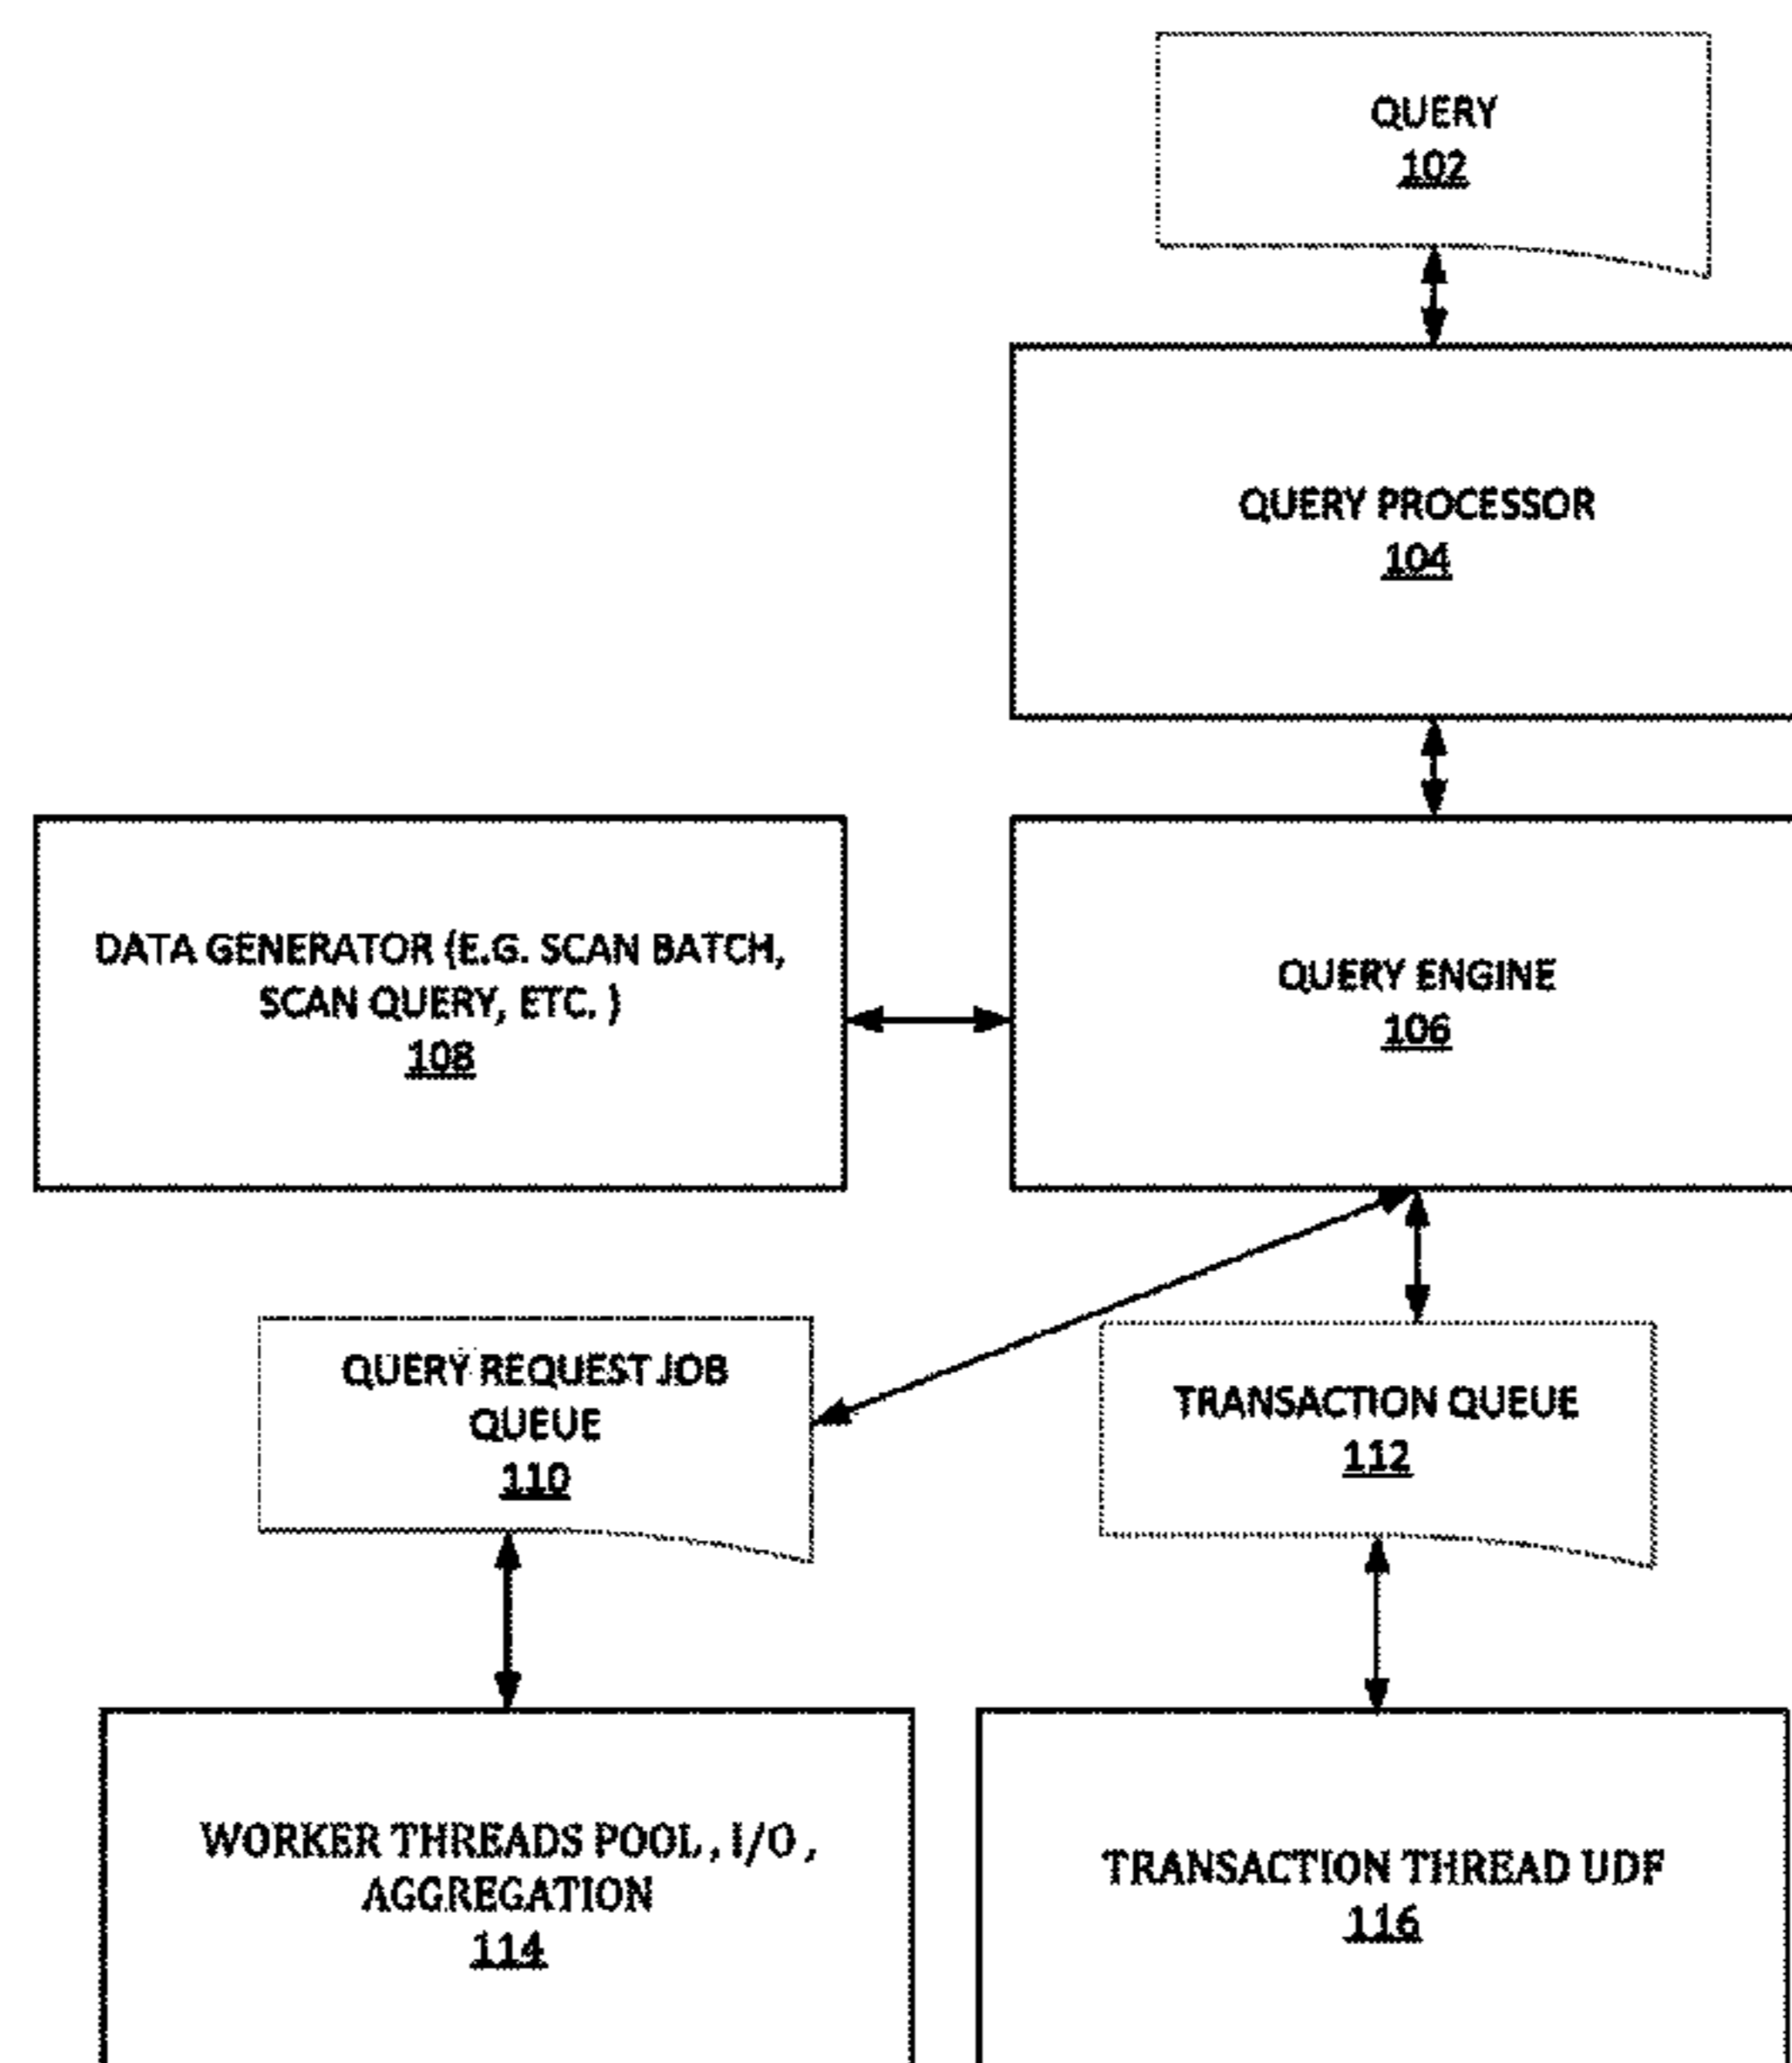 QUERY
102
QUERY PROCESSOR
104
DATA GENERATOR (E.G. SCAN BATCH,
SCAN QUERY, ETC. )
108
QUERY ENGINE
106
QUERY REQUEST JOB
QUEUE
110
TRANSACTION QUEUE
112
WORKER THREADS POOL , I/O ,
AGGREGATION
114
TRANSACTION THREAD UDF
116